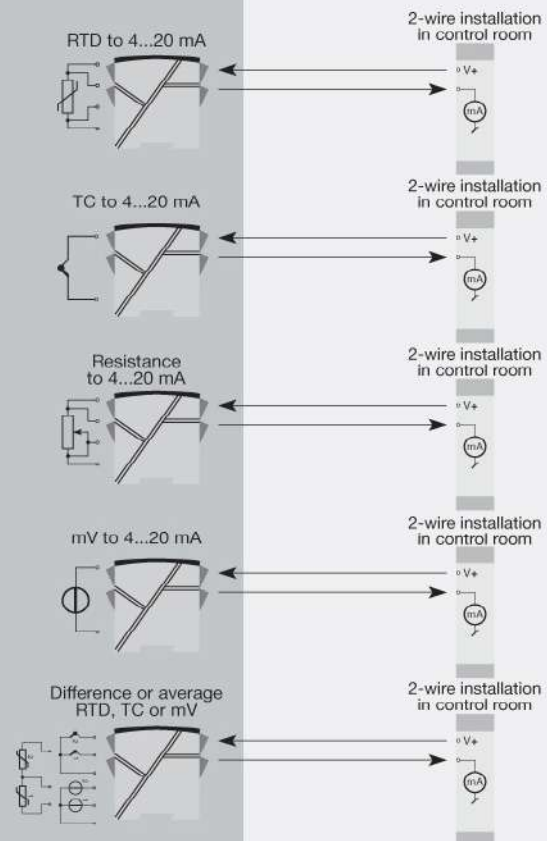 2-wire installation
in control room
RTD to 4...20 mA
V+
mA
2-wire installation
in control room
TC to 4...20 mA
V+
mA
2-wire installation
in control room
Resistance
to 4...20 mA
V+
mA
2-wire installation
in control room
mV to 4...20 mA
V+
mA
2-wire installation
in control room
Difference or average
RTD, TC or mV
V+
mA